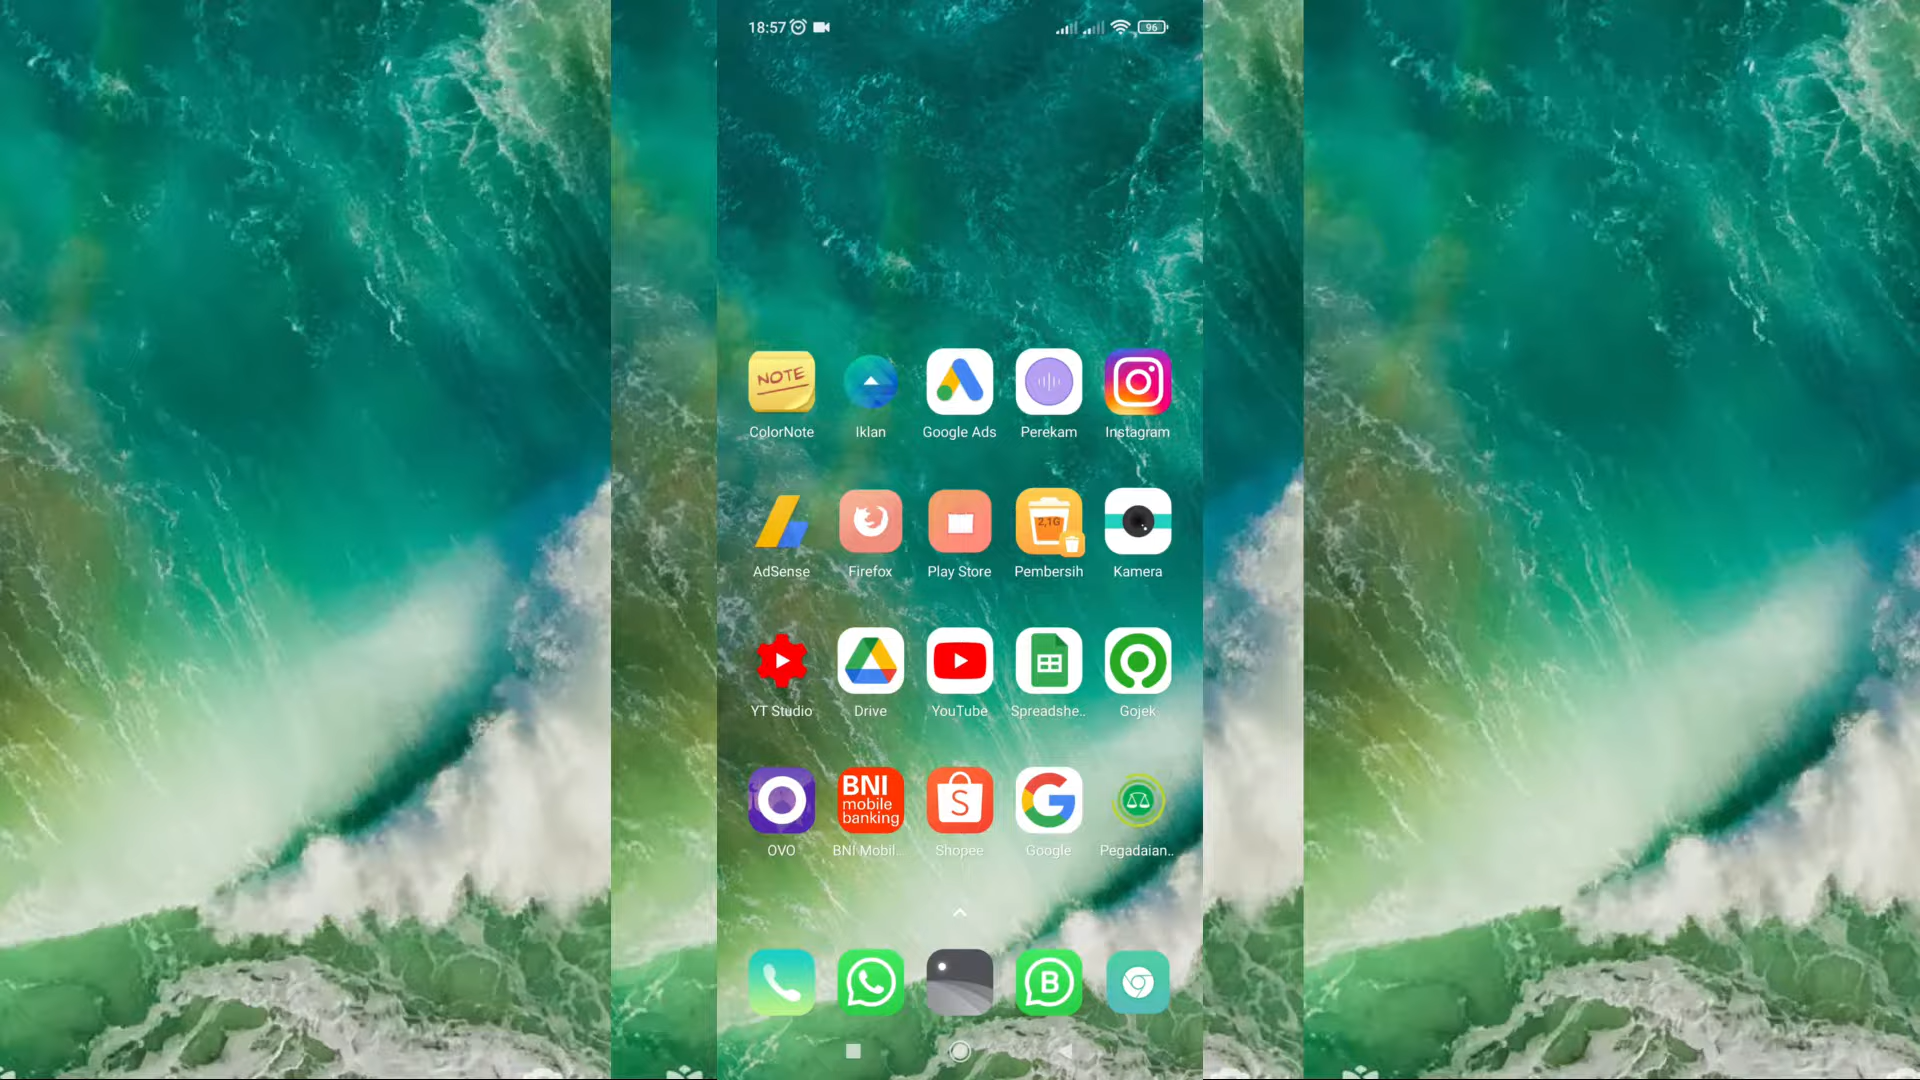 18:57 96
NOTE
ColorNote Iklan Google Ads Perekam Instagram
2,1G
AdSense Firefox Play Store Pembersih Kamera
YT Studio Drive YouTube Spreadshe.. Gojek
BNI
mobile
banking
S
OVO BNI Mobil.. Shopee Google Pegadaian..
B